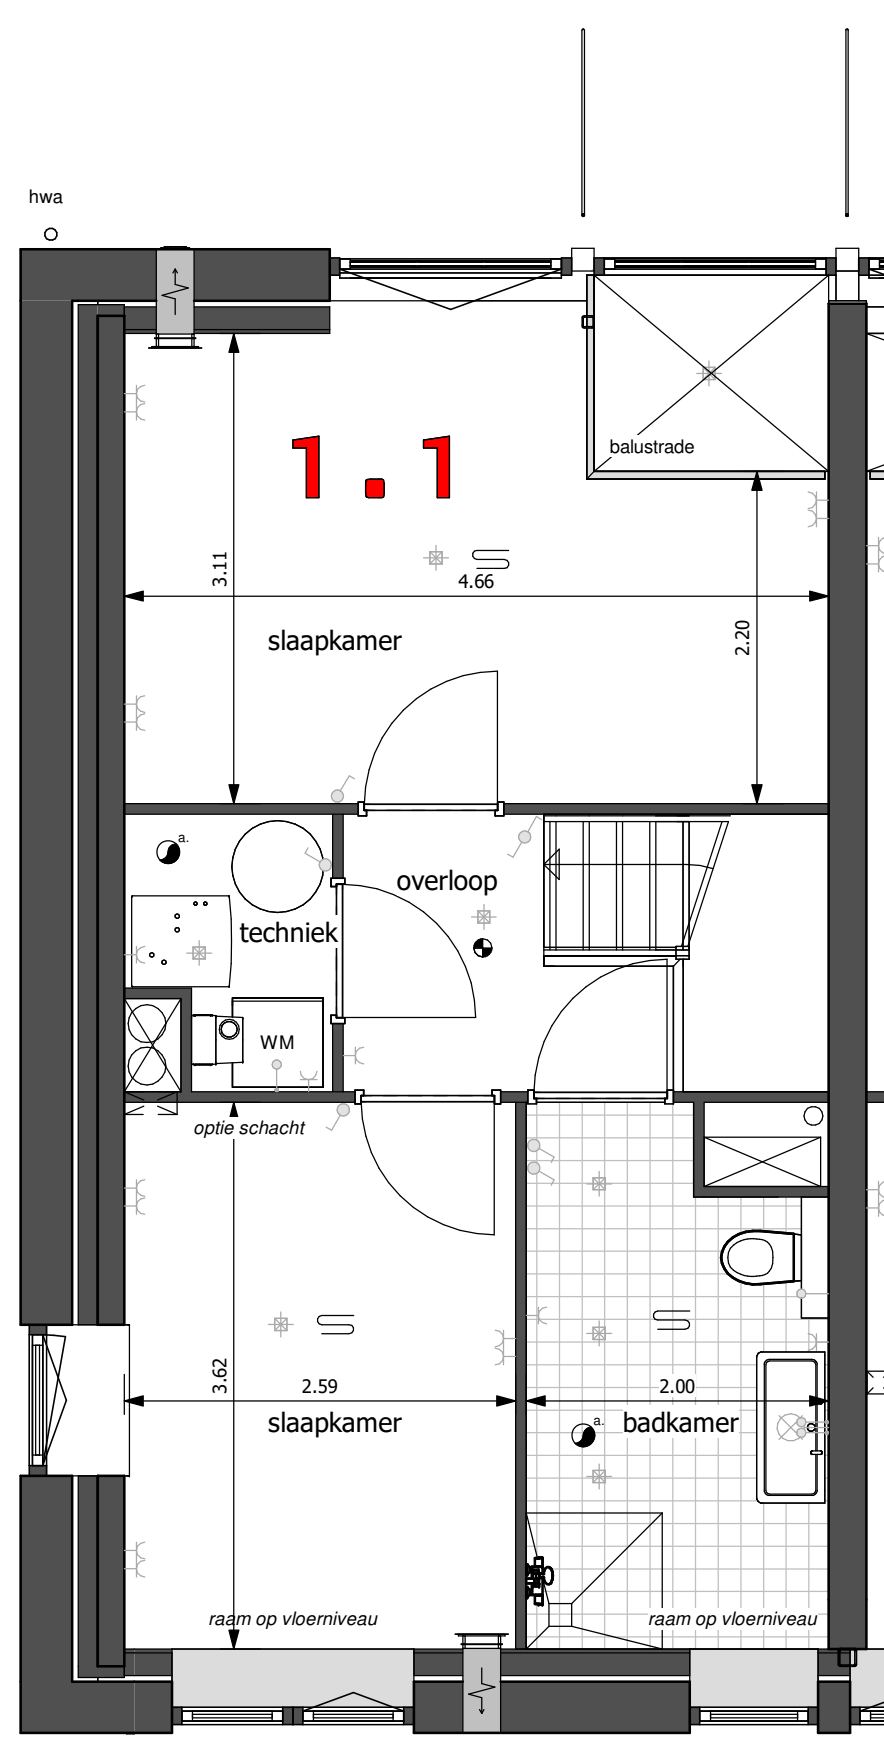 hwa
1.1
balustrade
3.11
4.66
2.20
slaapkamer
a.
overloop
techniek
WM
optie schacht
3.62
2.59
2.00
slaapkamer
a.
badkamer
raam op vloerniveau
raam op vloerniveau